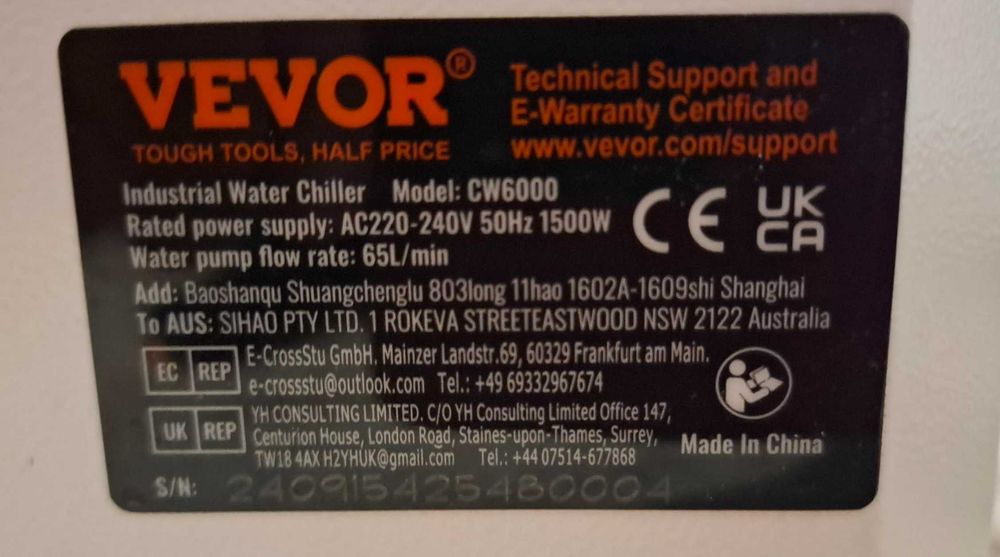 VEVOR®
TOUGH TOOLS, HALF PRICE
Technical Support and
E-Warranty Certificate
www.vevor.com/support
Industrial Water Chiller Model: CW6000
Rated power supply: AC220-240V 50Hz 1500W
Water pump flow rate: 65L/min
CE
UK
CA
Add: Baoshanqu Shuangchenglu 803long 11hao 1602A-1609shi Shanghai
To AUS: SIHAO PTY LTD. 1 ROKEVA STREETEASTWOOD NSW 2122 Australia
EC REP
E-CrossStu GmbH. Mainzer Landstr.69, 60329 Frankfurt am Main.
e-crossstu@outlook.com Tel.: +49 69332967674
UK REP
YH CONSULTING LIMITED. C/O YH Consulting Limited Office 147,
Centurion House, London Road, Staines-upon-Thames, Surrey,
TW18 4AX H2YHUK@gmail.com Tel.: +44 07514-677868
Made In China
S/N: 240915425480004